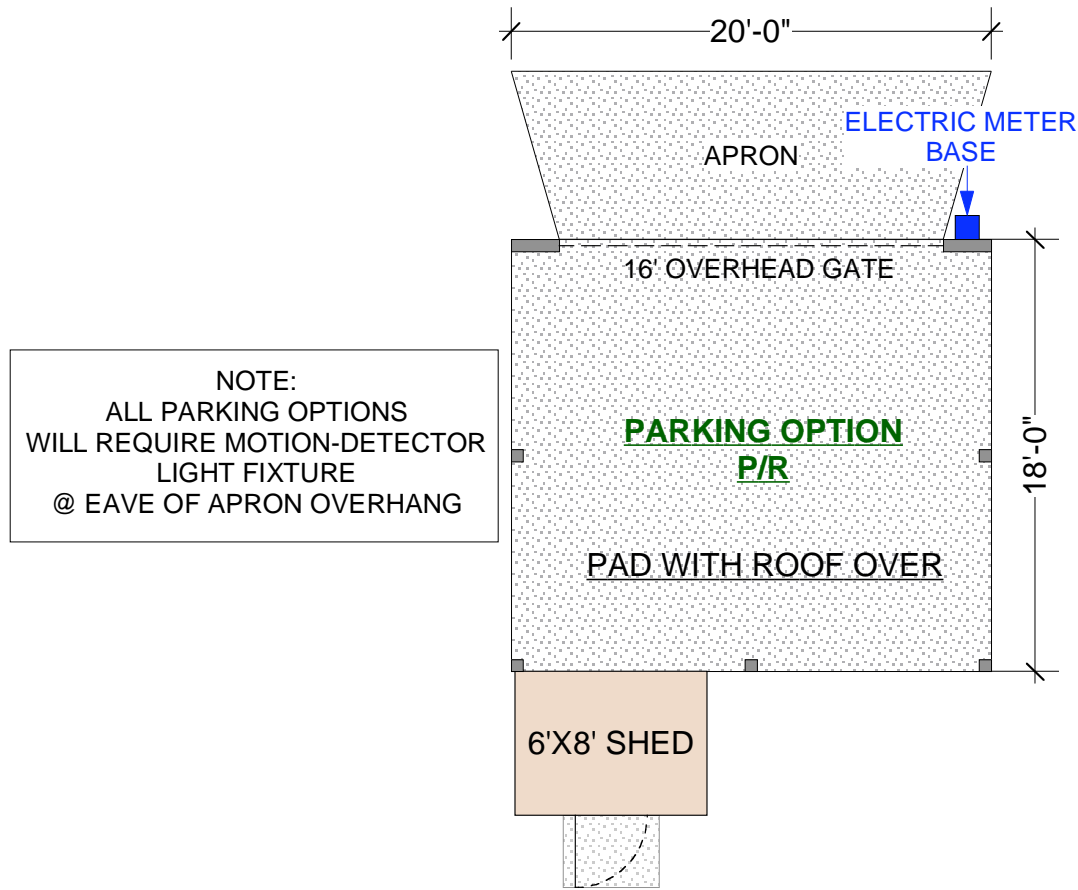 20'-0"
ELECTRIC METER
BASE
APRON
16' OVERHEAD GATE
NOTE:
ALL PARKING OPTIONS
WILL REQUIRE MOTION-DETECTOR
LIGHT FIXTURE
@ EAVE OF APRON OVERHANG
PARKING OPTION
P/R
18'-0"
PAD WITH ROOF OVER
6'X8' SHED